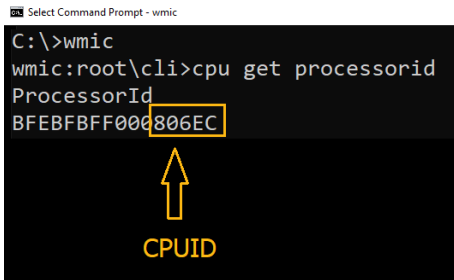 Select Command Prompt - wmic
C:\>wmic
wmic:root\cli>cpu get processorid
ProcessorId
BFEBFBFF000806EC
CPUID